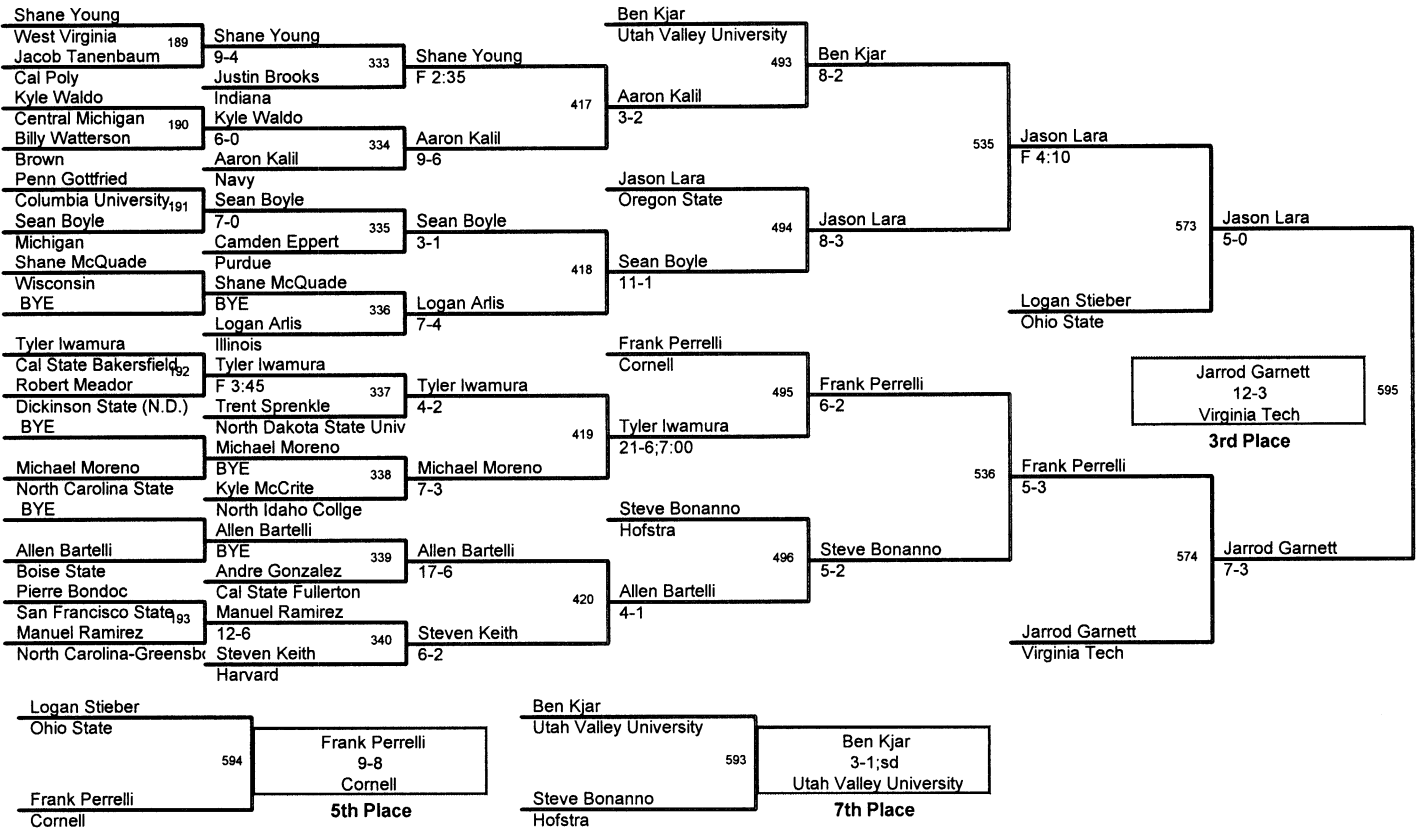 Shane Young
West Virginia
189
Jacob Tanenbaum
Cal Poly
Kyle Waldo
Central Michigan
190
Billy Watterson
Brown
Penn Gottfried
Columbia University
191
Sean Boyle
Michigan
Shane McQuade
Wisconsin
BYE
Tyler Iwamura
Cal State Bakersfield
192
Robert Meador
Dickinson State (N.D.)
BYE
Michael Moreno
North Carolina State
BYE
Allen Bartelli
Boise State
Pierre Bondoc
San Francisco State
193
Manuel Ramirez
North Carolina-Greensbo
Shane Young
9-4
333
Justin Brooks
Indiana
Kyle Waldo
6-0
334
Aaron Kalil
Navy
Sean Boyle
7-0
335
Camden Eppert
Purdue
Shane McQuade
BYE
336
Logan Arlis
Illinois
Tyler Iwamura
F 3:45
337
Trent Sprenkle
North Dakota State Univ
Michael Moreno
BYE
338
Kyle McCrite
North Idaho Collge
Allen Bartelli
BYE
339
Andre Gonzalez
Cal State Fullerton
Manuel Ramirez
12-6
340
Steven Keith
Harvard
Shane Young
F 2:35
417
Aaron Kalil
9-6
Sean Boyle
3-1
418
Logan Arlis
7-4
Tyler Iwamura
4-2
419
Michael Moreno
7-3
Allen Bartelli
17-6
420
Steven Keith
6-2
Ben Kjar
Utah Valley University
493
Aaron Kalil
3-2
Jason Lara
Oregon State
494
Sean Boyle
11-1
Frank Perrelli
Cornell
495
Tyler Iwamura
21-6;7:00
Steve Bonanno
Hofstra
496
Allen Bartelli
4-1
Ben Kjar
8-2
535
Jason Lara
8-3
Frank Perrelli
6-2
536
Steve Bonanno
5-2
Jason Lara
F 4:10
573
Logan Stieber
Ohio State
Frank Perrelli
5-3
574
Jarrod Garnett
Virginia Tech
Jason Lara
5-0
595
Jarrod Garnett
7-3
Jarrod Garnett
12-3
Virginia Tech
3rd Place
Logan Stieber
Ohio State
594
Frank Perrelli
Cornell
Frank Perrelli
9-8
Cornell
5th Place
Ben Kjar
Utah Valley University
593
Steve Bonanno
Hofstra
Ben Kjar
3-1;sd
Utah Valley University
7th Place